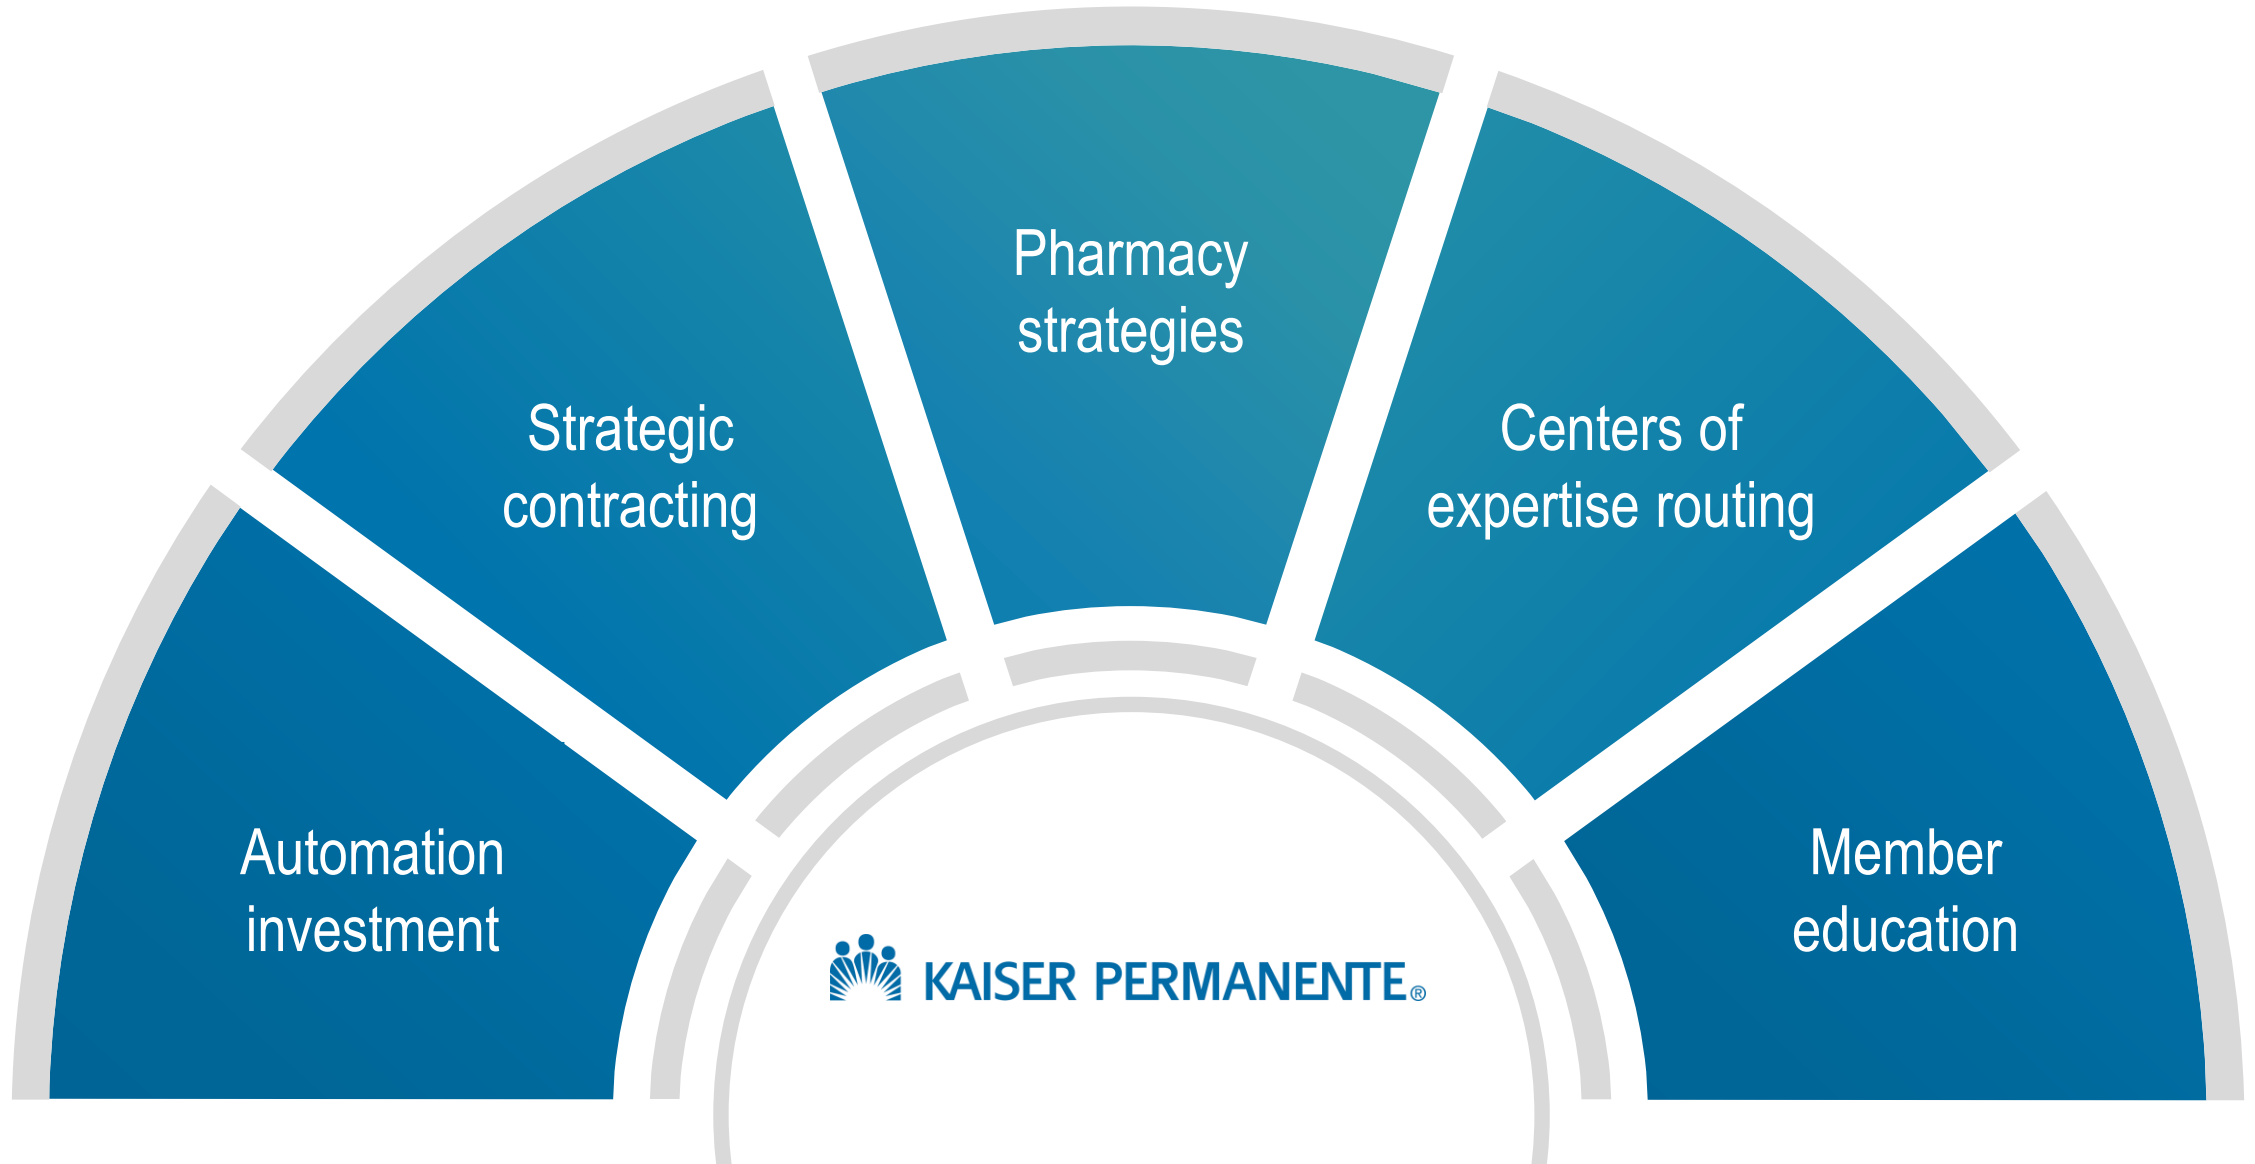 Automation
investment
Strategic
contracting
Pharmacy
strategies
Centers of
expertise routing
Member
education
KAISER PERMANENTE®